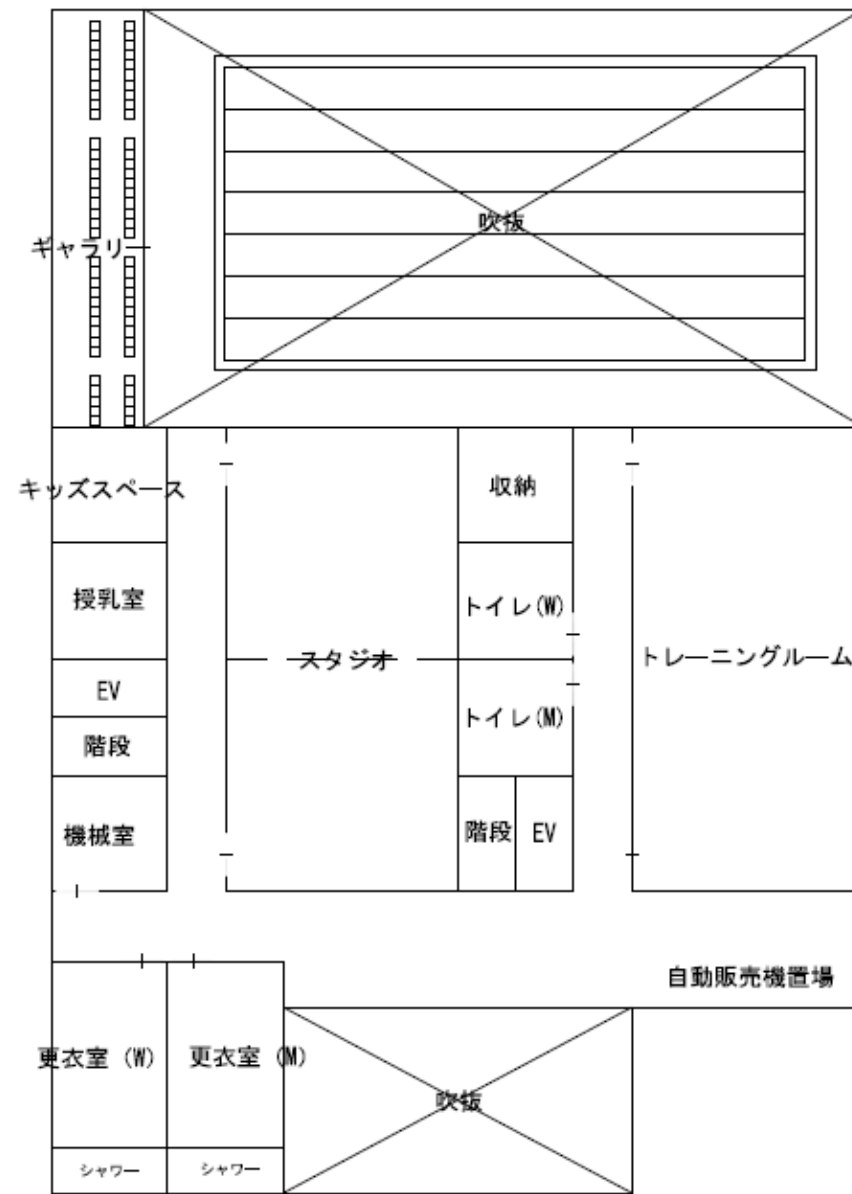 吹抜
ギャラリー
キッズスペース
収納
授乳室
トイレ(W)
スタジオ
トレーニングルーム
EV
トイレ(M)
階段
機械室
階段
EV
自動販売機置場
更衣室 (W)
更衣室 (M)
吹抜
シャワー
シャワー